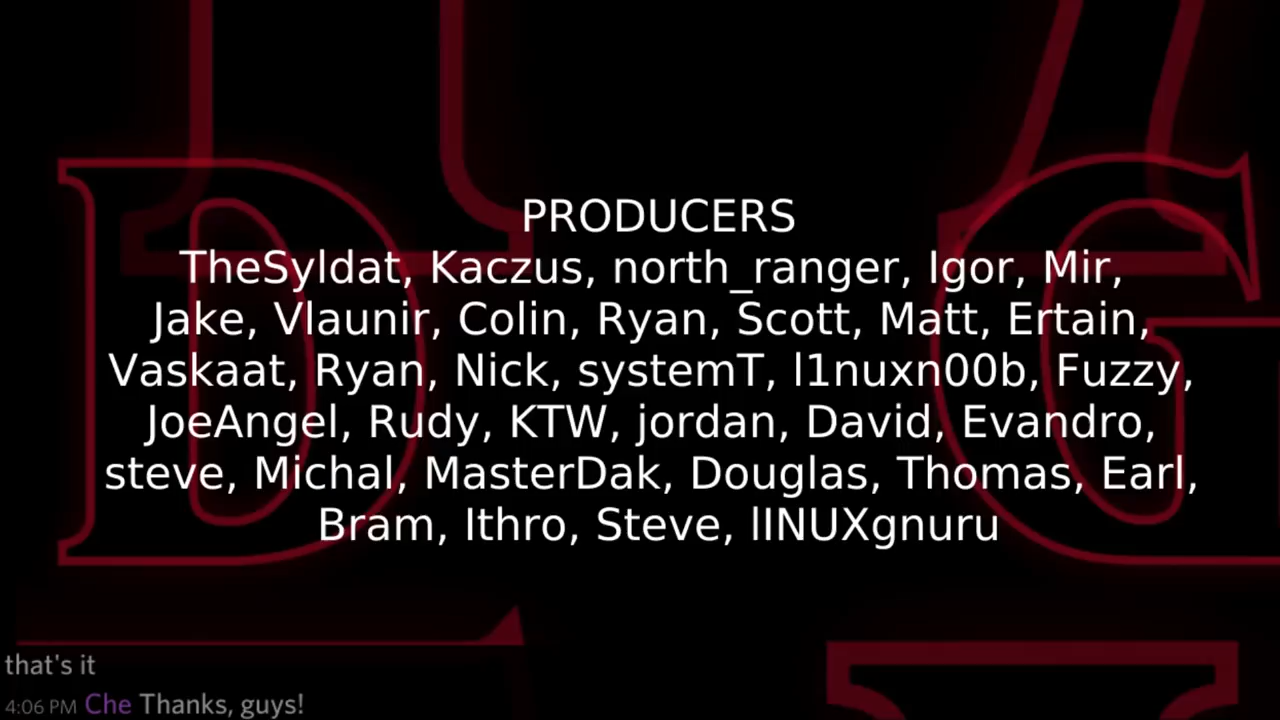 PRODUCERS
TheSyldat, Kaczus, north_ranger, Igor, Mir,
Jake, Vlaunir, Colin, Ryan, Scott, Matt, Ertain,
Vaskaat, Ryan, Nick, systemT, l1nuxn00b, Fuzzy,
JoeAngel, Rudy, KTW, jordan, David, Evandro,
steve, Michal, MasterDak, Douglas, Thomas, Earl,
Bram, Ithro, Steve, lINUXgnuru
that's it
4:06 PM Che Thanks, guys!